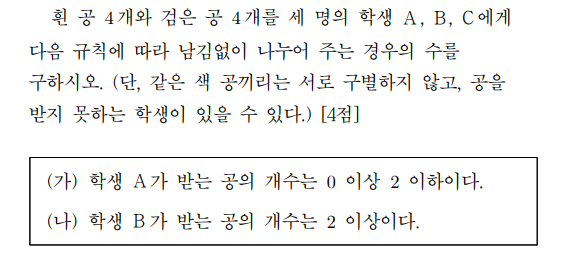 흰 공 4개와 검은 공 4개를 세 명의 학생 A, B, C에게
다음 규칙에 따라 남김없이 나누어 주는 경우의 수를
구하시오. (단, 같은 색 공끼리는 서로 구별하지 않고, 공을
받지 못하는 학생이 있을 수 있다.) [4점]
(가) 학생 A가 받는 공의 개수는 0 이상 2 이하이다.
(나) 학생 B가 받는 공의 개수는 2 이상이다.